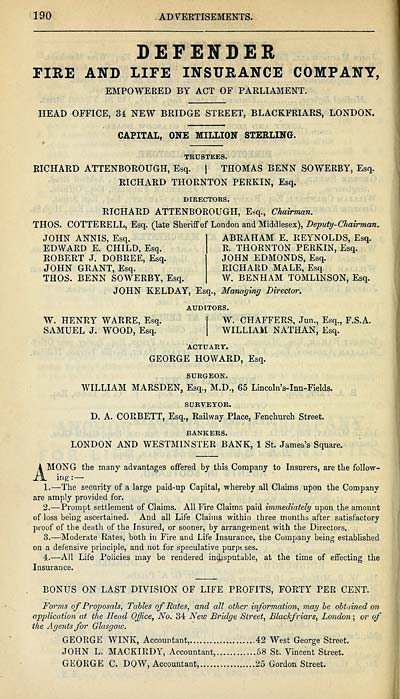 190 ADVERTISEMENTS.
DEFENDER
FIRE AND LIFE INSURANCE COMPANY,
EMPOWERED BY ACT OF PARLIAMENT.
HEAD OFFICE, 34 NEW BRIDGE STREET, BLACKFRIARS, LONDON.
CAPITAL, ONE MILLION STERLING.
TRUSTEES.
RICHARD ATTENBOROUGH, Esq. | THOMAS BENN SOWERBY, Esq.
RICHARD THORNTON PERKIN, Esq.
DIRECTORS.
RICHARD ATTENBOROUGH, Esq., Chairman.
THOS. COTTERELL, Esq. (late Sheriff of London and Middlesex), Deputy-Chairman.
JOHN ANNIS, Esq. | ABRAHAM E. REYNOLDS, Esq.
EDWARD E. CHILD, Esq. | R. THORNTON PERKIN, Esq.
ROBERT J. DOBREE, Esq. | JOHN EDMONDS, Esq.
JOHN GRANT, Esq. | RICHARD MALE, Esq
THOS. BENN SOWERBY, Esq. | W. BENHAM TOMLINSON, Esq.
JOHN KELDAY, Esq., Managing Director.
AUDITORS.
W. HENRY WARRE, Esq. | W. CHAFFERS, Jun., Esq., F.S.A.
SAMUEL J. WOOD, Esq. | WILLIAM NATHAN, Esq.
ACTUARY.
GEORGE HOWARD, Esq.
SURGEON.
WILLIAM MARSDEN, Esq., M.D., 65 Lincoln's-Inn-Fields.
SURVEYOR.
D. A. CORBETT, Esq., Railway Place, Fenchurch Street.
BANKERS.
LONDON AND WESTMINSTER BANK, 1 St. James's Square.
AMONG the many advantages offered by this Company to Insurers, are the follow-
ing:—
1.—The security of a large paid-up Capital, whereby all Claims upon the Company
are amply provided for.
2.—Prompt settlement of Claims. All Fire Claims paid immediately upon the amount
of loss being ascertained. And all Life Claims within three months after satisfactory
proof of the death of the Insured, or sooner, by arrangement with the Directors.
3.—Moderate Rates, both in Fire and Life Insurance, the Company being established
on a defensive principle, and not for speculative purposes.
4.—All Life Policies may be rendered indisputable, at the time of effecting the
Insurance.
BONUS ON LAST DIVISION OF LIFE PROFITS, FORTY PER CENT.
Forms of Proposals, Tables of Rates, and all other information, may be obtained on
application at the Head Office, No. 34 New Bridge Street, Blackfriars, London; or of
the Agents for Glasgow.
GEORGE WINK, Accountant,....................42 West George Street.
JOHN L. MACKIRDY, Accountant,............58 St. Vincent Street.
GEORGE C. DOW, Accountant,.................25 Gordon Street.